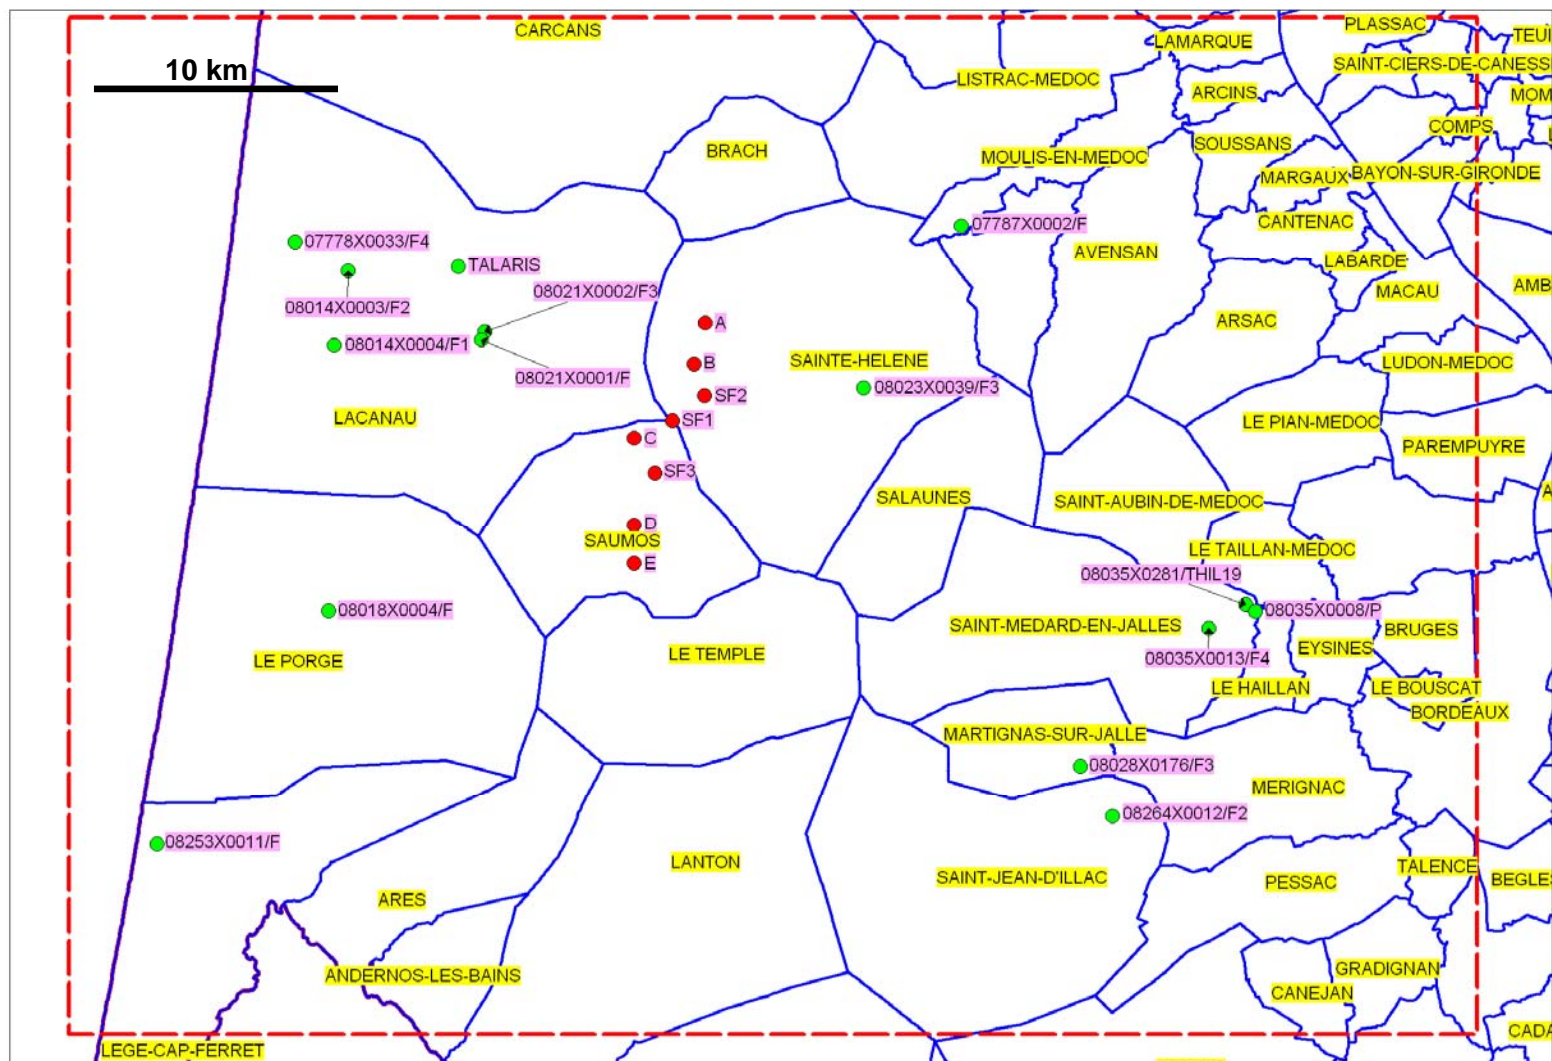 CARCANS
PLASSAC
TEUI
LAMARQUE
SAINT-CIERS-DE-CANESSE
10 km
LISTRAC-MEDOC
ARCINS
MOM
COMPS
BRACH
MOULIS-EN-MEDOC
SOUSSANS
MARGAUX
BAYON-SUR-GIRONDE
07778X0033/F4
07787X0002/F
CANTENAC
TALARIS
AVENSAN
LABARDE
08021X0002/F3
MACAU
AMB
08014X0003/F2
A
ARSAC
08014X0004/F1
SAINTE-HELENE
B
LUDON-MEDOC
08021X0001/F
08023X0039/F3
SF2
LACANAU
SF1
LE PIAN-MEDOC
C
PAREMPUYRE
SF3
SALAUNES
SAINT-AUBIN-DE-MEDOC
D
SAUMOS
LE TAILLAN-MEDOC
E
08035X0281/THIL19
08018X0004/F
08035X0008/P
SAINT-MEDARD-EN-JALLES
BRUGES
EYSINES
LE TEMPLE
LE PORGE
08035X0013/F4
LE HAILLAN
LE BOUSCAT
BORDEAUX
MARTIGNAS-SUR-JALLE
08028X0176/F3
MERIGNAC
08264X0012/F2
08253X0011/F
LANTON
TALENCE
SAINT-JEAN-D'ILLAC
PESSAC
BEGLES
ARES
ANDERNOS-LES-BAINS
GRADIGNAN
CANEJAN
CADA
LEGE-CAP-FERRET